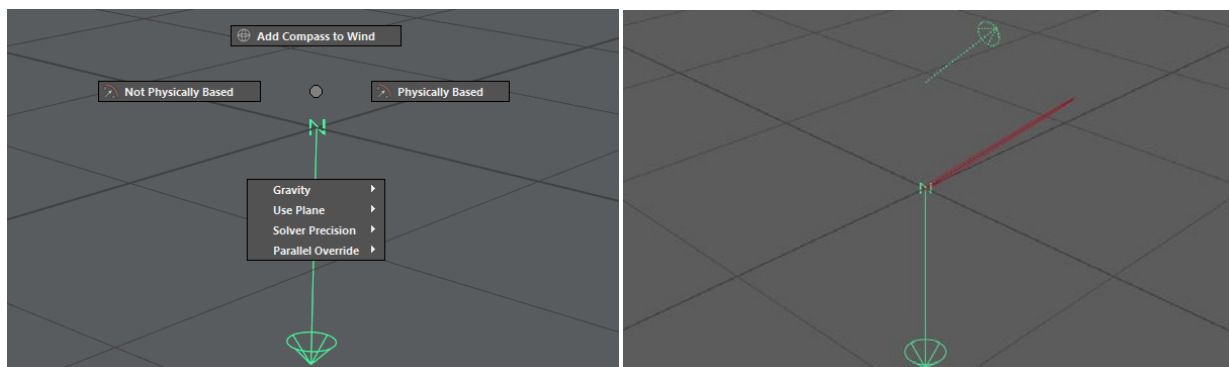 Add Compass to Wind
Not Physically Based
Physically Based
N
Gravity
Use Plane
Solver Precision
Parallel Override
N